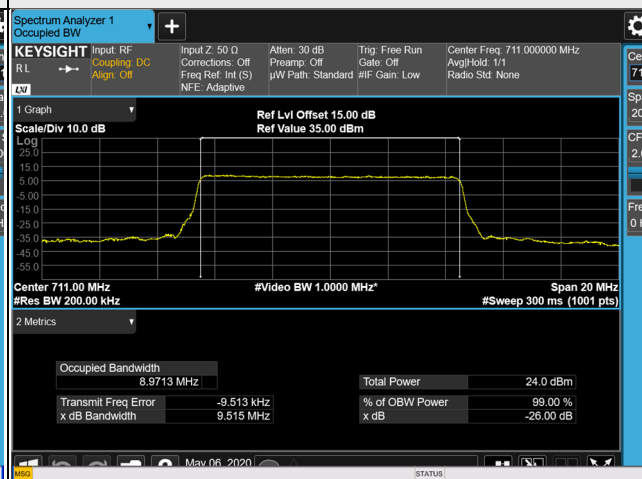 Spectrum Analyzer 1
Occupied BW
KEYSIGHT Input: RF Input Z: 50 Ω Atten: 30 dB Trig: Free Run Center Freq: 711.000000 MHz
RL Coupling: DC Corrections: Off Preamp: Off Gate: Off Avg|Hold: 1/1
Align: Off Freq Ref: Int (S) µW Path: Standard #IF Gain: Low Radio Std: None
LXI NFE: Adaptive
1 Graph
Ref Lvl Offset 15.00 dB
Scale/Div 10.0 dB Ref Value 35.00 dBm
Log
25.0
15.0
5.00
-5.00
-15.0
-25.0
-35.0
-45.0
-55.0
Center 711.00 MHz #Video BW 1.0000 MHz* Span 20 MHz
#Res BW 200.00 kHz #Sweep 300 ms (1001 pts)
2 Metrics
Occupied Bandwidth
8.9713 MHz Total Power 24.0 dBm
Transmit Freq Error -9.513 kHz % of OBW Power 99.00 %
x dB Bandwidth 9.515 MHz x dB -26.00 dB
May 06, 2020
MSG STATUS